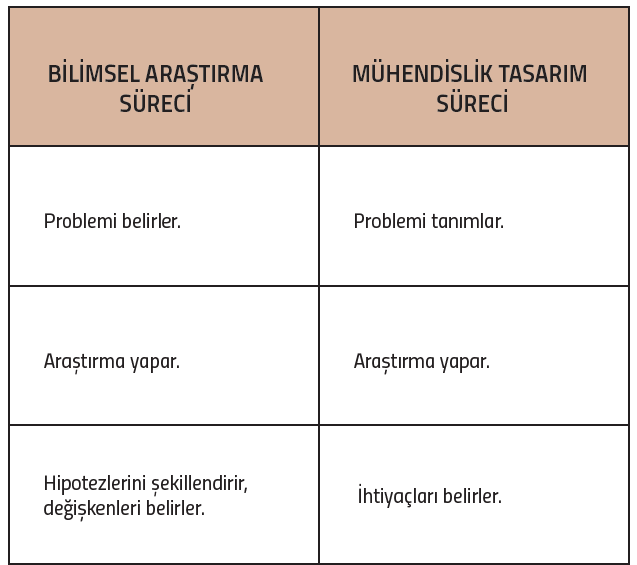 BİLİMSEL ARAŞTIRMA
SÜRECİ
MÜHENDİSLİK TASARIM
SÜRECİ
Problemi belirler.
Problemi tanımlar.
Araştırma yapar.
Araştırma yapar.
Hipotezlerini şekillendirir,
değişkenleri belirler.
İhtiyaçları belirler.